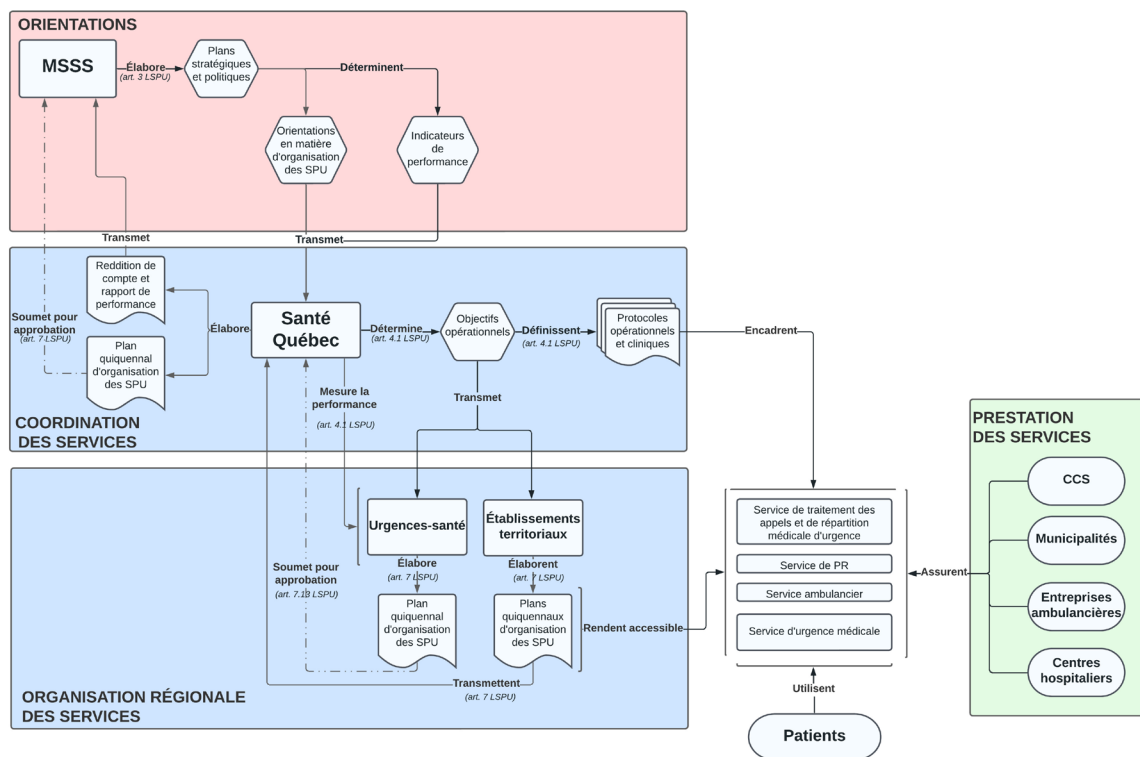 ORIENTATIONS
MSSS
Élabore
(art. 3 LSPU)
Plans
stratégiques
et politiques
Déterminent
Orientations
en matière
d'organisation
des SPU
Indicateurs
de
performance
Transmet
Transmet
Reddition de
compte et
rapport de
performance
Soumet pour
approbation
(art. 7 LSPU)
Élabore
Plan
quiquennal
d'organisation
des SPU
Santé
Québec
Détermine
(art. 4.1 LSPU)
Objectifs
opérationnels
Définissent
(art. 4.1 LSPU)
Protocoles
opérationnels
et cliniques
Encadrent
Mesure la
performance
(art. 4.1 LSPU)
Transmet
COORDINATION
DES SERVICES
Urgences-santé
Établissements
territoriaux
Élabore
(art. 7 LSPU)
Élaborent
(art. 7 LSPU)
Soumet pour
approbation
(art. 7.13 LSPU)
Plan
quiquennal
d'organisation
des SPU
Plans
quiquennaux
d'organisation
des SPU
Rendent accessible
Transmettent
(art. 7 LSPU)
ORGANISATION RÉGIONALE
DES SERVICES
Service de traitement des
appels et de répartition
médicale d'urgence
Service de PR
Service ambulancier
Service d'urgence médicale
Utilisent
Patients
Assurent
PRESTATION
DES SERVICES
CCS
Municipalités
Entreprises
ambulancières
Centres
hospitaliers